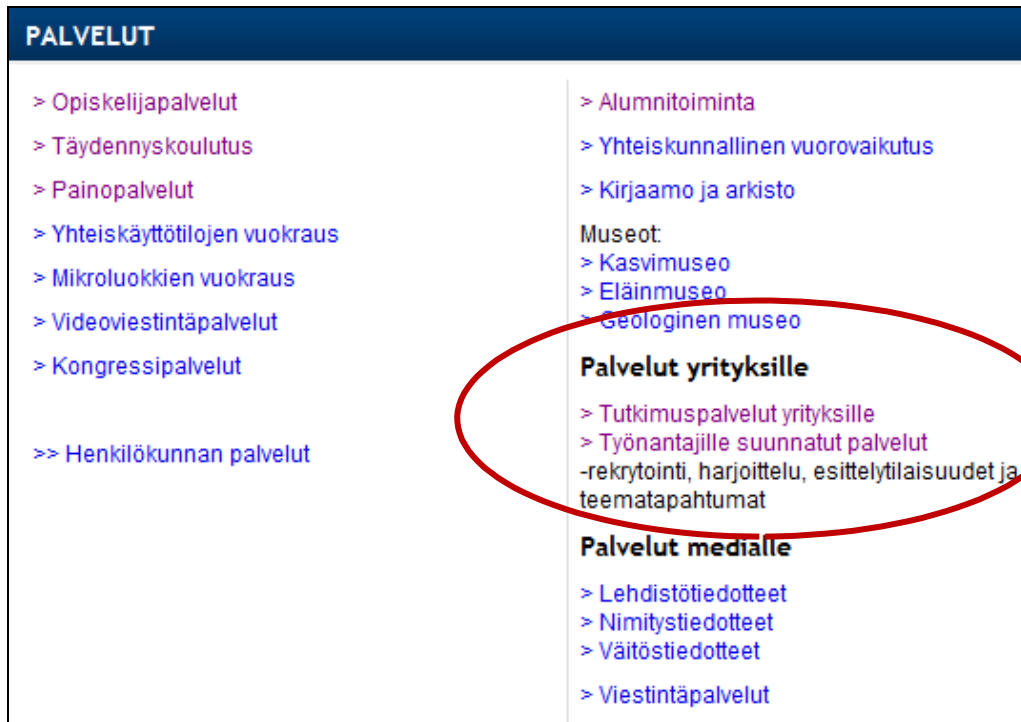 PALVELUT
> Opiskelijapalvelut
> Täydennyskoulutus
> Painopalvelut
> Yhteiskäyttötilojen vuokraus
> Mikroluokkien vuokraus
> Videoviestintäpalvelut
> Kongressipalvelut
>> Henkilökunnan palvelut
> Alumnitoiminta
> Yhteiskunnallinen vuorovaikutus
> Kirjaamo ja arkisto
Museot:
> Kasvimuseo
> Eläinmuseo
> Geologinen museo
Palvelut yrityksille
> Tutkimuspalvelut yrityksille
> Työnantajille suunnatut palvelut
-rekrytointi, harjoittelu, esittelytilaisuudet ja
teematapahtumat
Palvelut medialle
> Lehdistötiedotteet
> Nimitystiedotteet
> Väitöstiedotteet
> Viestintäpalvelut